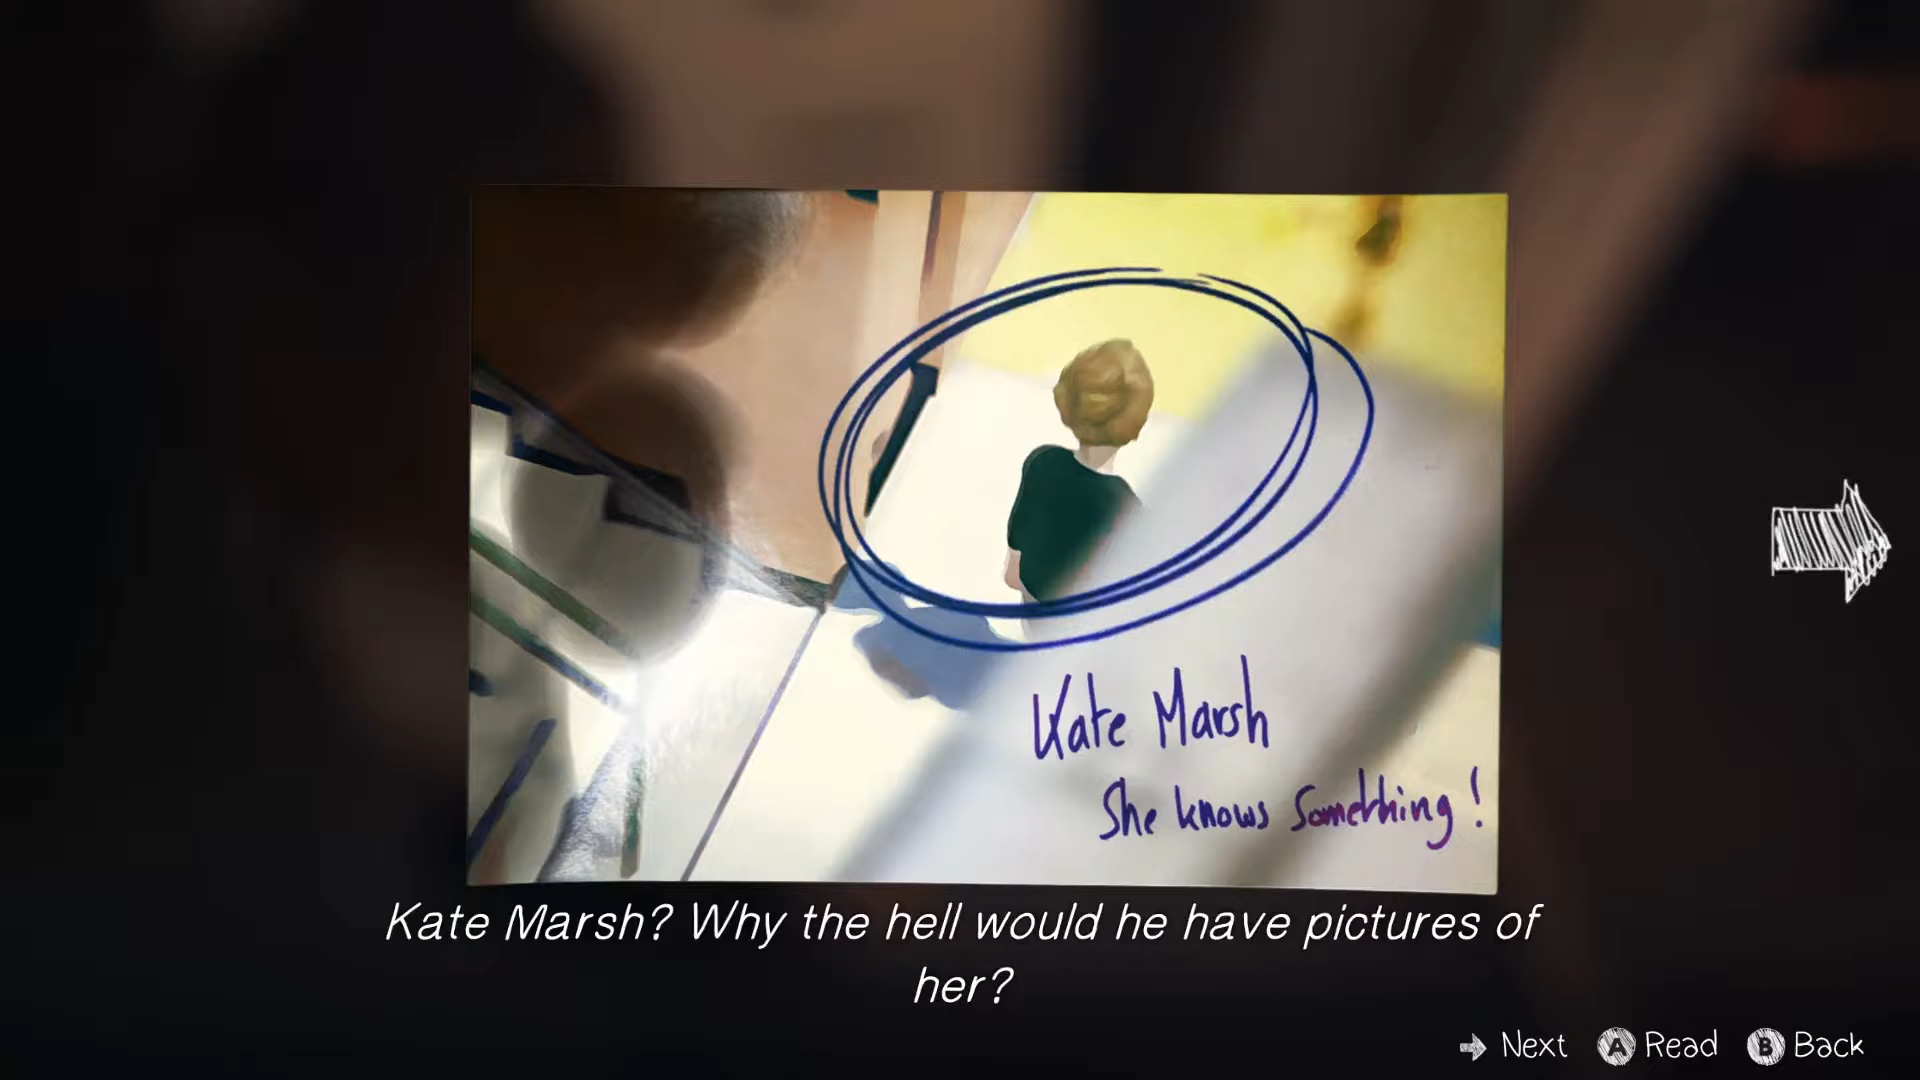 Kate Marsh
She knows Something!
Kate Marsh? Why the hell would he have pictures of
her?
Next A Read B Back